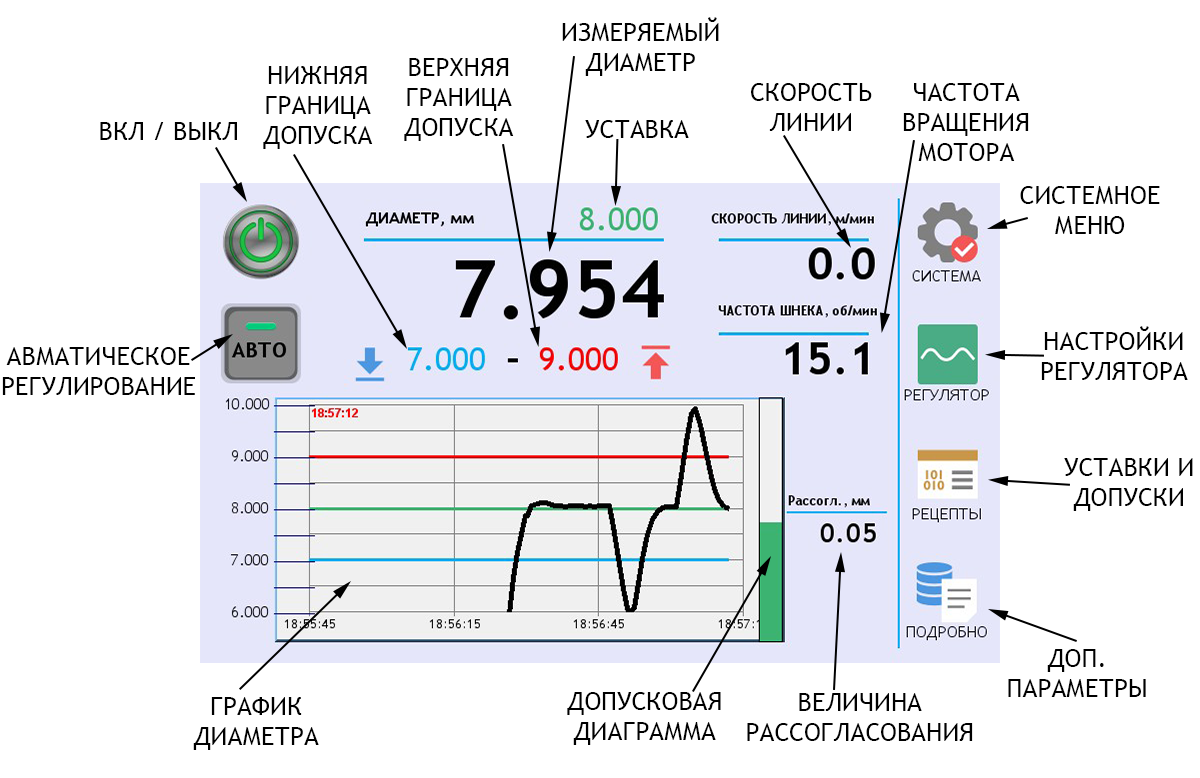 ИЗМЕРЯЕМЫЙ
ДИАМЕТР
НИЖНЯЯ
ГРАНИЦА
ДОПУСКА
ВЕРХНЯЯ
ГРАНИЦА
ДОПУСКА
ВКЛ / ВЫКЛ
УСТАВКА
СКОРОСТЬ
ЛИНИИ
ЧАСТОТА
ВРАЩЕНИЯ
МОТОРА
СИСТЕМНОЕ
МЕНЮ
ДИАМЕТР, мм
8.000
СКОРОСТЬ ЛИНИИ, м/мин
7.954
0.0
СИСТЕМА
ЧАСТОТА ШНЕКА, об/мин
АВТО
АВМАТИЧЕСКОЕ
РЕГУЛИРОВАНИЕ
7.000 - 9.000
15.1
НАСТРОЙКИ
РЕГУЛЯТОРА
РЕГУЛЯТОР
10.000
18:57:12
9.000
8.000
7.000
6.000
18:55:45
18:56:15
18:56:45
18:57:1
Рассогл., мм
0.05
101
010
РЕЦЕПТЫ
УСТАВКИ И
ДОПУСКИ
ПОДРОБНО
ДОП.
ПАРАМЕТРЫ
ГРАФИК
ДИАМЕТРА
ДОПУСКОВАЯ
ДИАГРАММА
ВЕЛИЧИНА
РАССОГЛАСОВАНИЯ